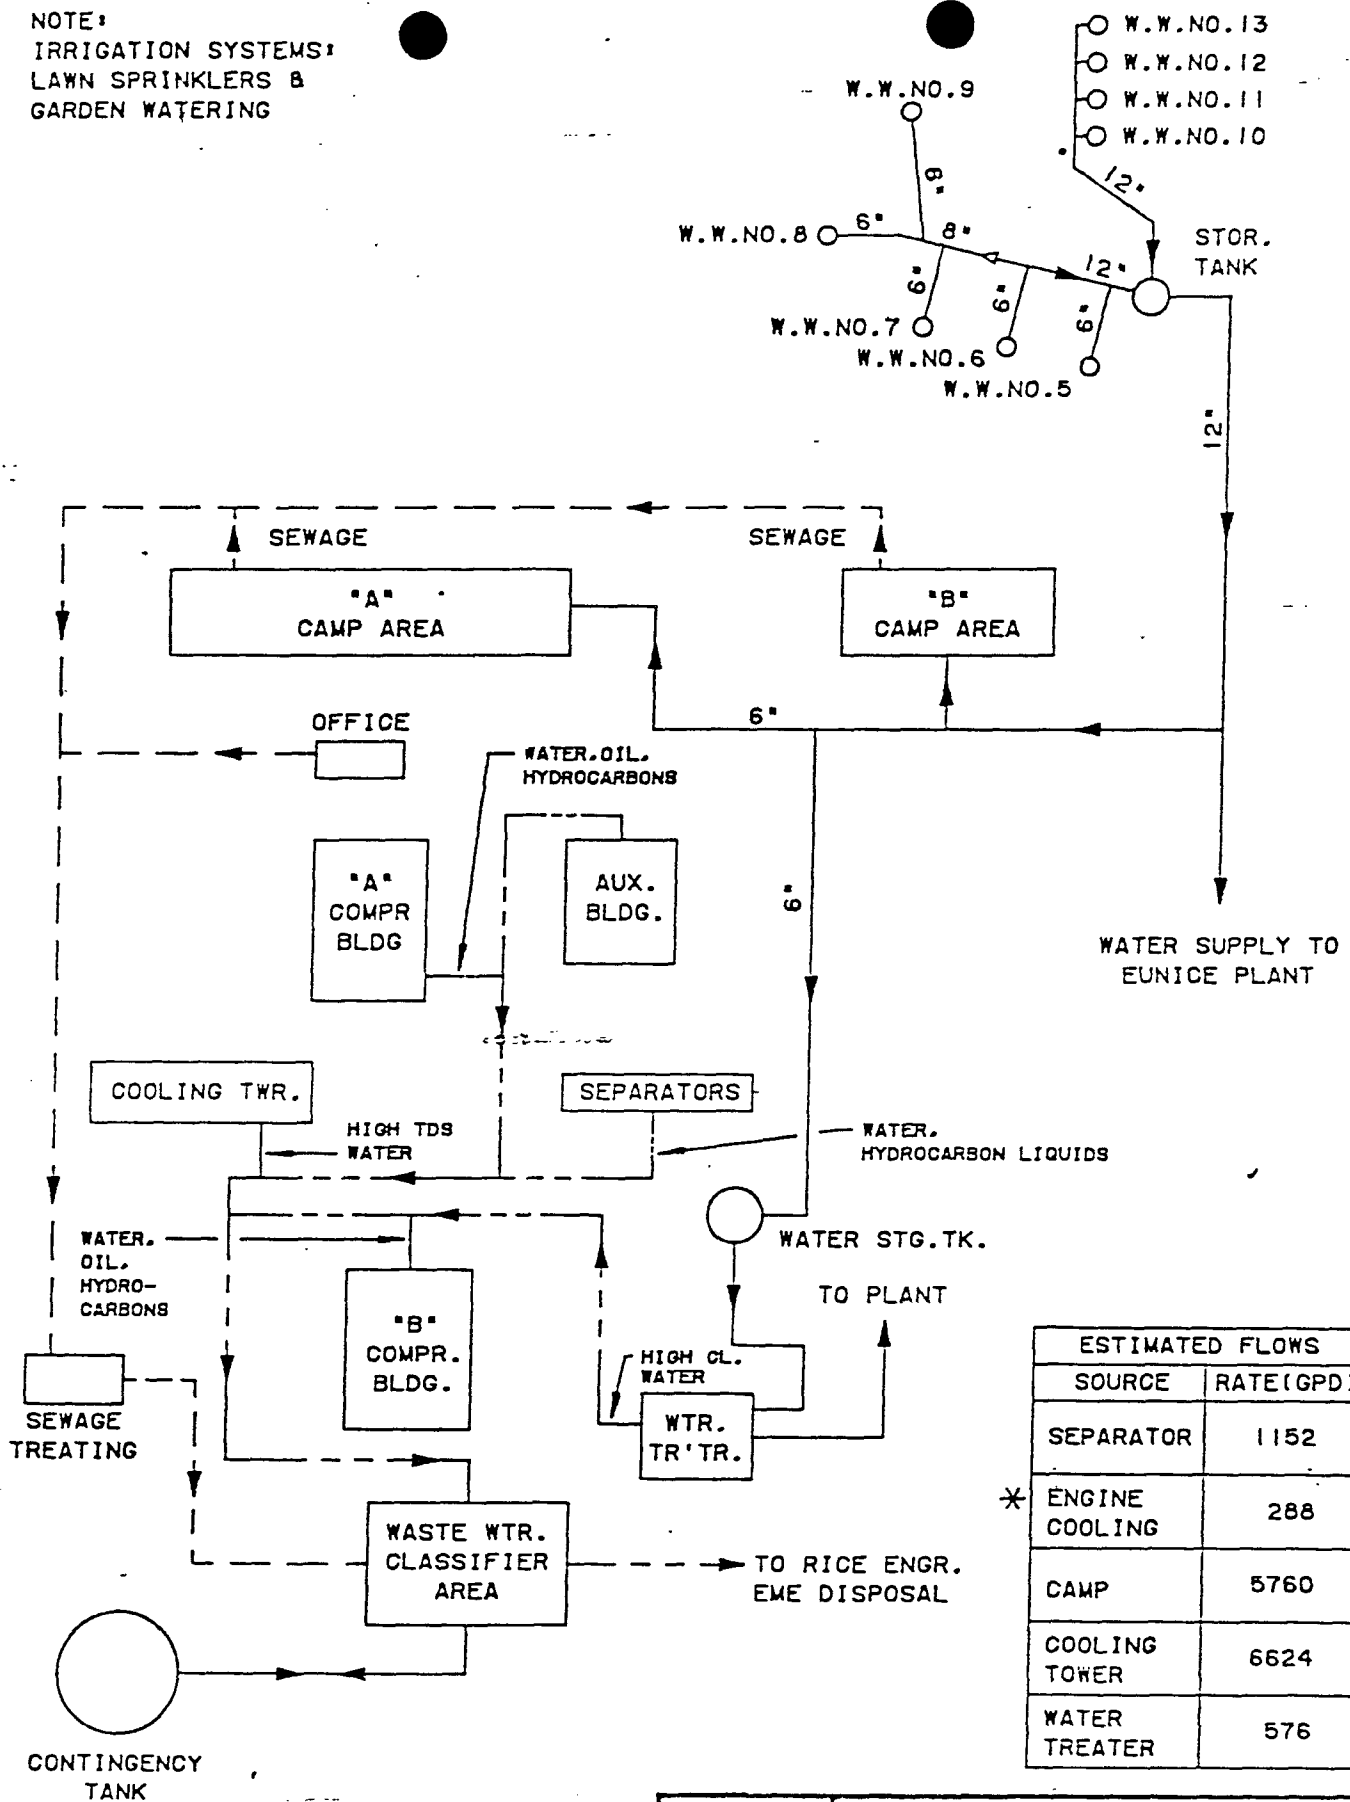 NOTE:
IRRIGATION SYSTEMS:
LAWN SPRINKLERS &
GARDEN WATERING
W.W.NO.13
W.W.NO.12
W.W.NO.11
W.W.NO.10
W.W.NO.9
12"
8"
W.W.NO.8
6"
8"
STOR.
TANK
12"
6"
6"
6"
W.W.NO.7
W.W.NO.6
W.W.NO.5
12"
SEWAGE
SEWAGE
"A"
CAMP AREA
"B"
CAMP AREA
6"
OFFICE
WATER.OIL.
HYDROCARBONS
"A"
COMPR
BLDG
AUX.
BLDG.
6"
WATER SUPPLY TO
EUNICE PLANT
COOLING TWR.
SEPARATORS
HIGH TDS
WATER
WATER.
HYDROCARBON LIQUIDS
WATER.
OIL.
HYDRO-
CARBONS
WATER STG.TK.
TO PLANT
"B"
COMPR.
BLDG.
HIGH CL.
WATER
WTR.
TR'TR.
SEWAGE
TREATING
WASTE WTR.
CLASSIFIER
AREA
TO RICE ENGR.
EME DISPOSAL
CONTINGENCY
TANK
ESTIMATED FLOWS
SOURCE RATE(GPD)
SEPARATOR 1152
* ENGINE
COOLING 288
CAMP 5760
COOLING
TOWER 6624
WATER
TREATER 576